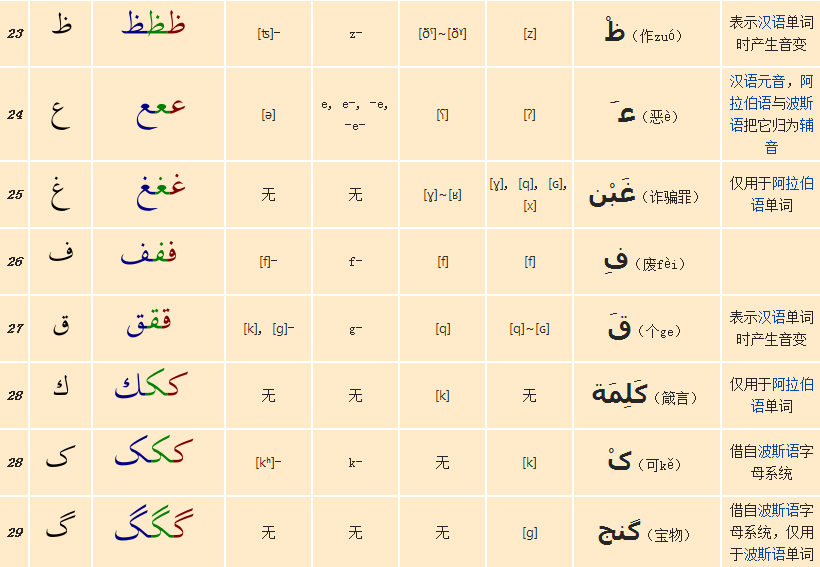 23 ظ ظظظ [ʦ]- z- [ðˤ]~[ðˠ] [z] ظْ (作zuó) 表示汉语单词
时产生音变
24 ع ععع [ə] e, e-, -e, [ʕ] [ʔ] عَـ (恶è) 汉语元音,阿
-e- 拉伯语与波斯
语把它归为辅
音
25 غ غغغ 无 无 [ɣ]~[ʁ] [ɣ], [q], [ɢ], غَبْن (诈骗罪) 仅用于阿拉伯
[x] 语单词
26 ف ففف [f]- f- [f] [f] فِ (废fèi)
27 ق ققق [k], [g]- g- [q] [q]~[ɢ] قَ (个ge) 表示汉语单词
时产生音变
28 ك ككك 无 无 [k] 无 كَلِمَة (箴言) 仅用于阿拉伯
语单词
28 ک ککک [kʰ]- k- 无 [k] کْ (可kě) 借自波斯语字
母系统
29 گ گگگ 无 无 无 [g] گنج (宝物) 借自波斯语字
母系统,仅用
于波斯语单词